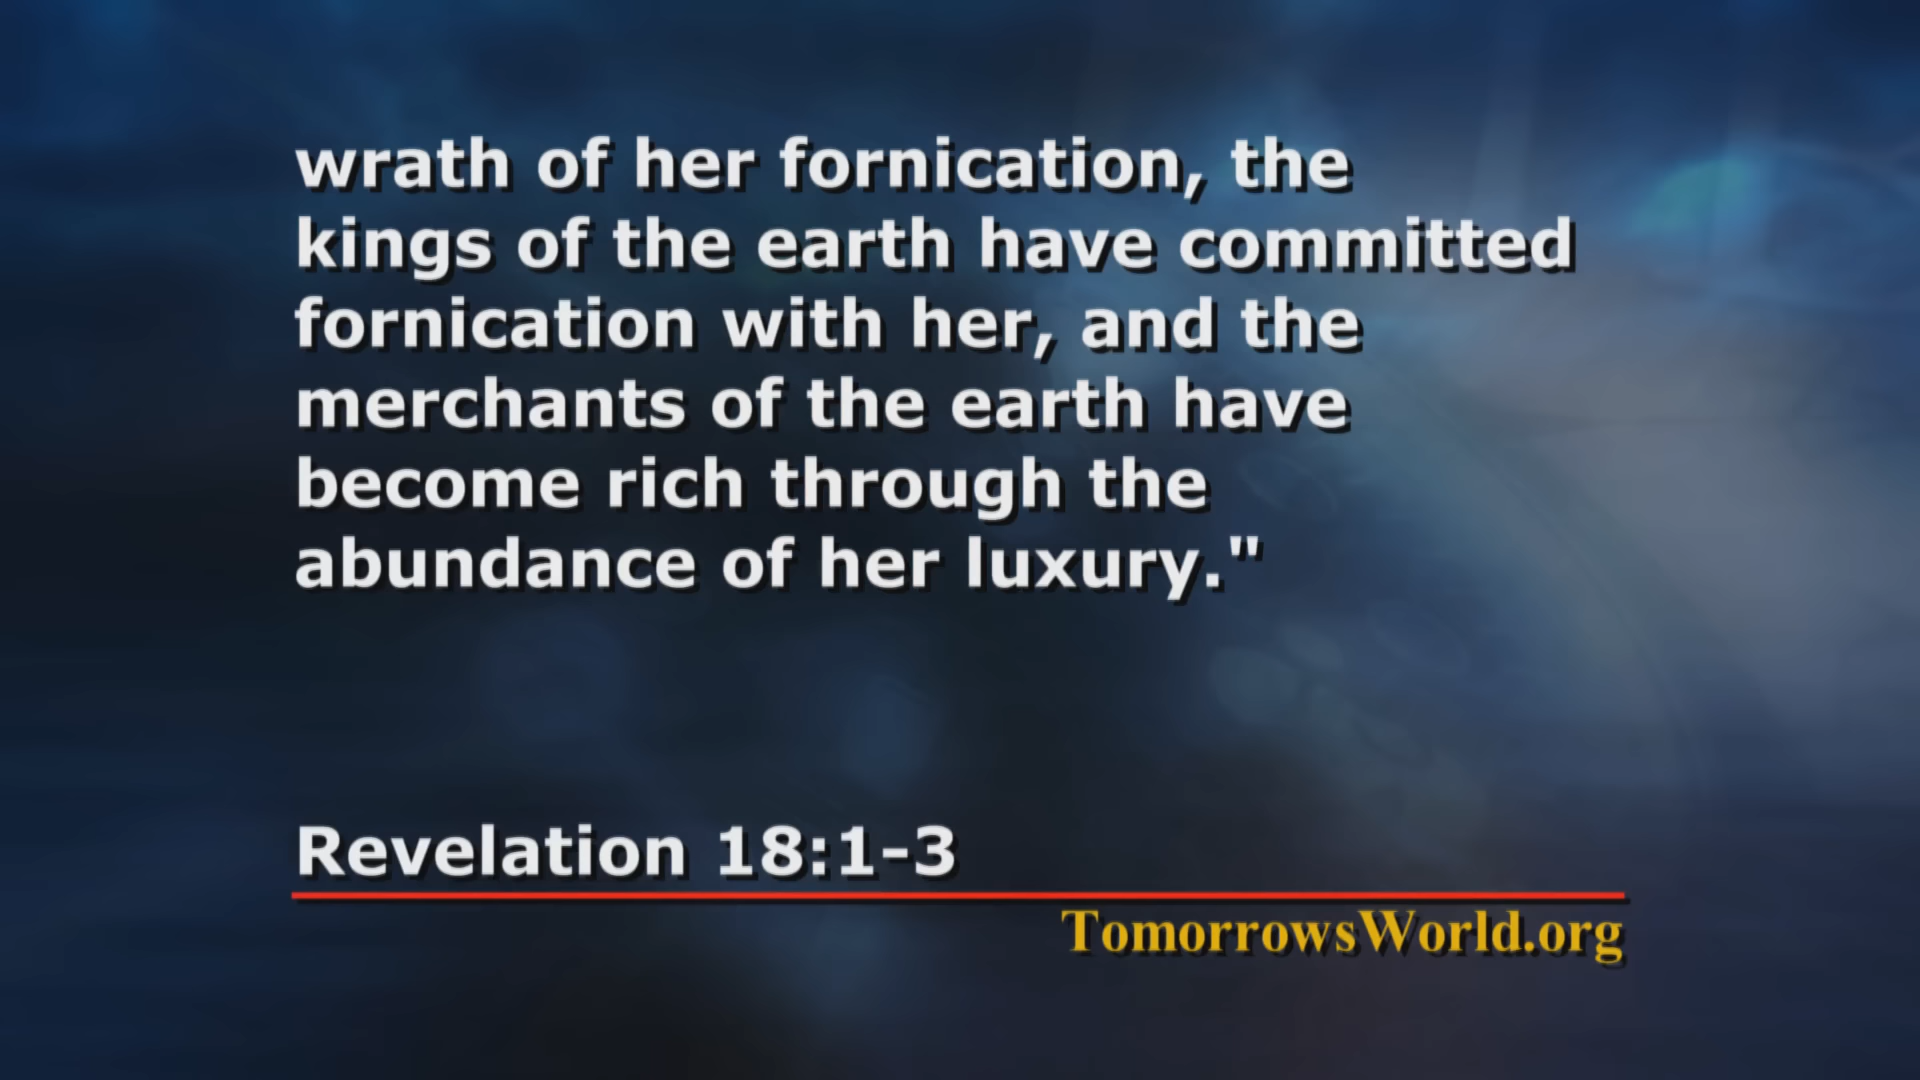 wrath of her fornication, the
kings of the earth have committed
fornication with her, and the
merchants of the earth have
become rich through the
abundance of her luxury."
Revelation 18:1-3
TomorrowsWorld.org